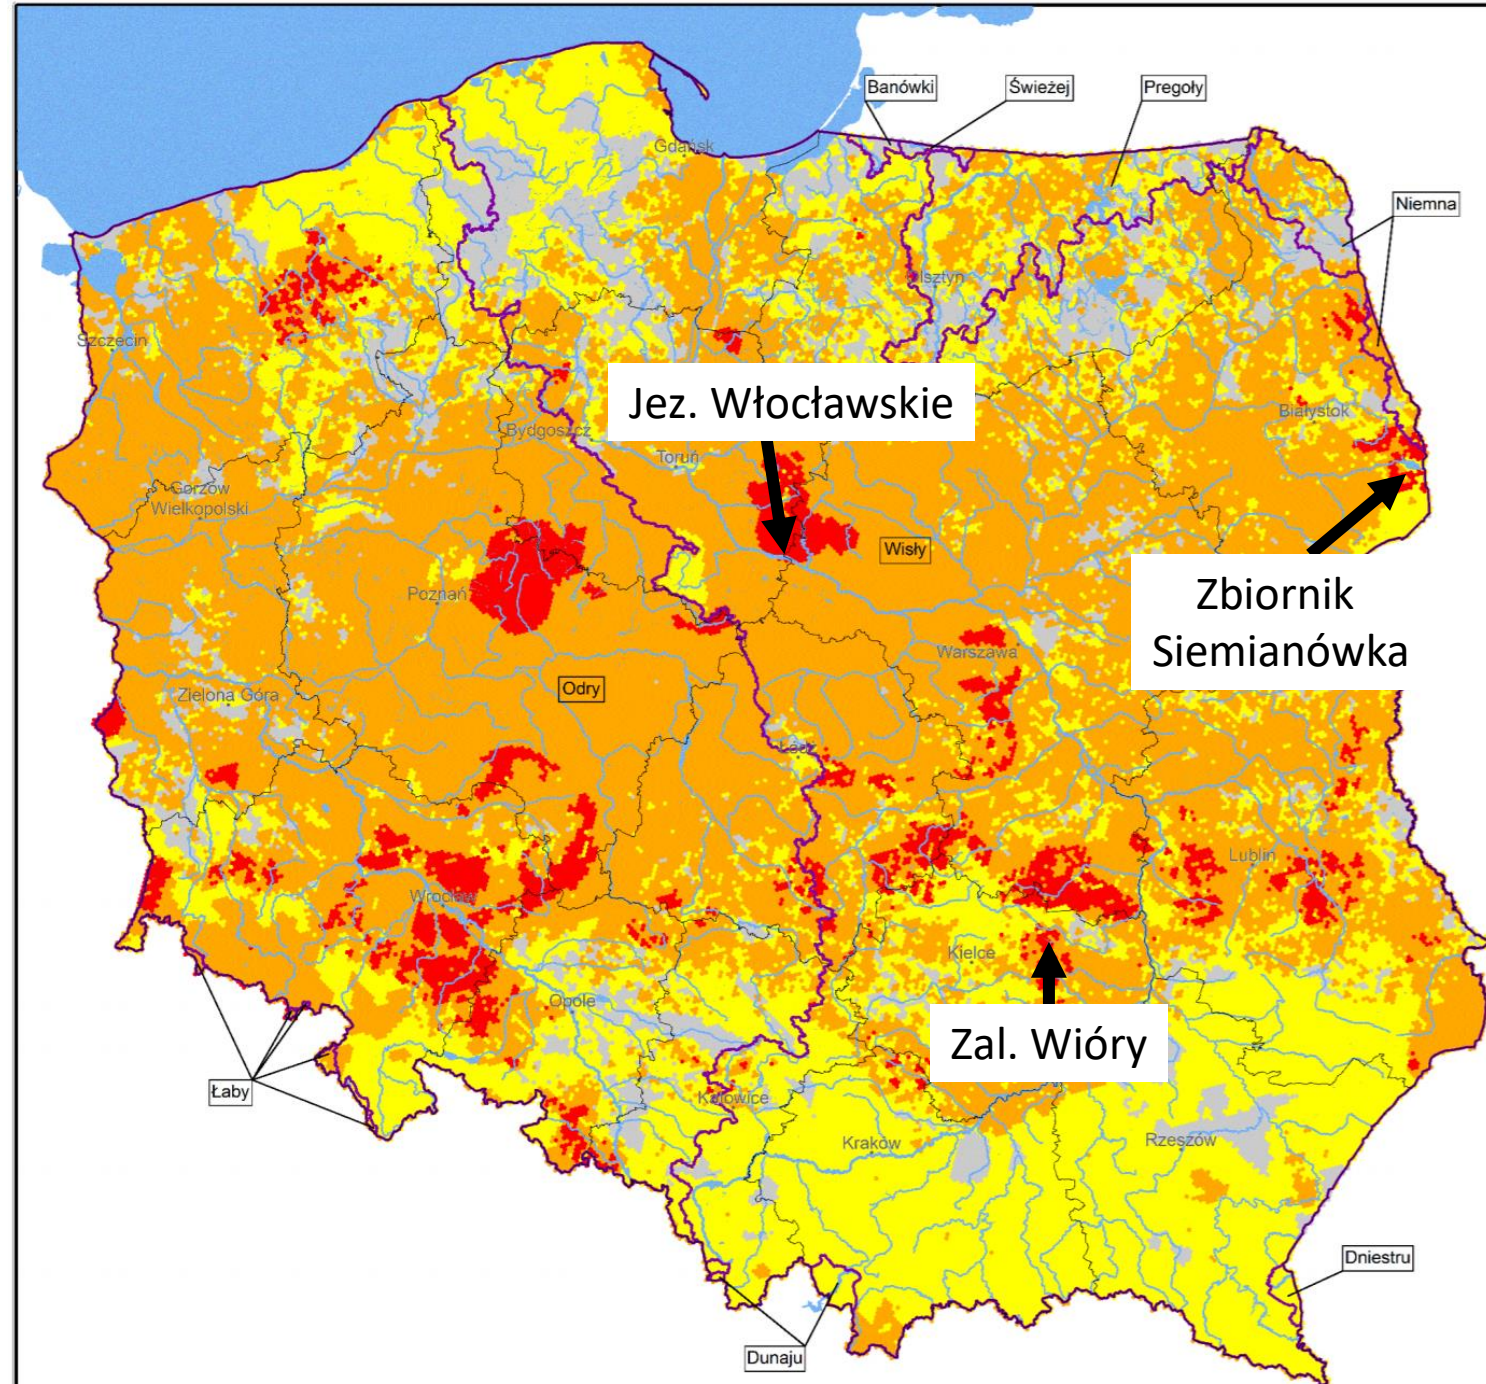 Banówki
Świeżej
Pregoły
Gdańsk
Niemna
Olsztyn
Szczecin
Jez. Włocławskie
Białystok
Bydgoszcz
Toruń
Gorzów
Wielkopolski
Wisły
Zbiornik
Siemianówka
Poznań
Warszawa
Zielona Góra
Odry
Łódź
Lublin
Wrocław
Kielce
Opole
Zal. Wióry
Łaby
Katowice
Kraków
Rzeszów
Dniestru
Dunaju